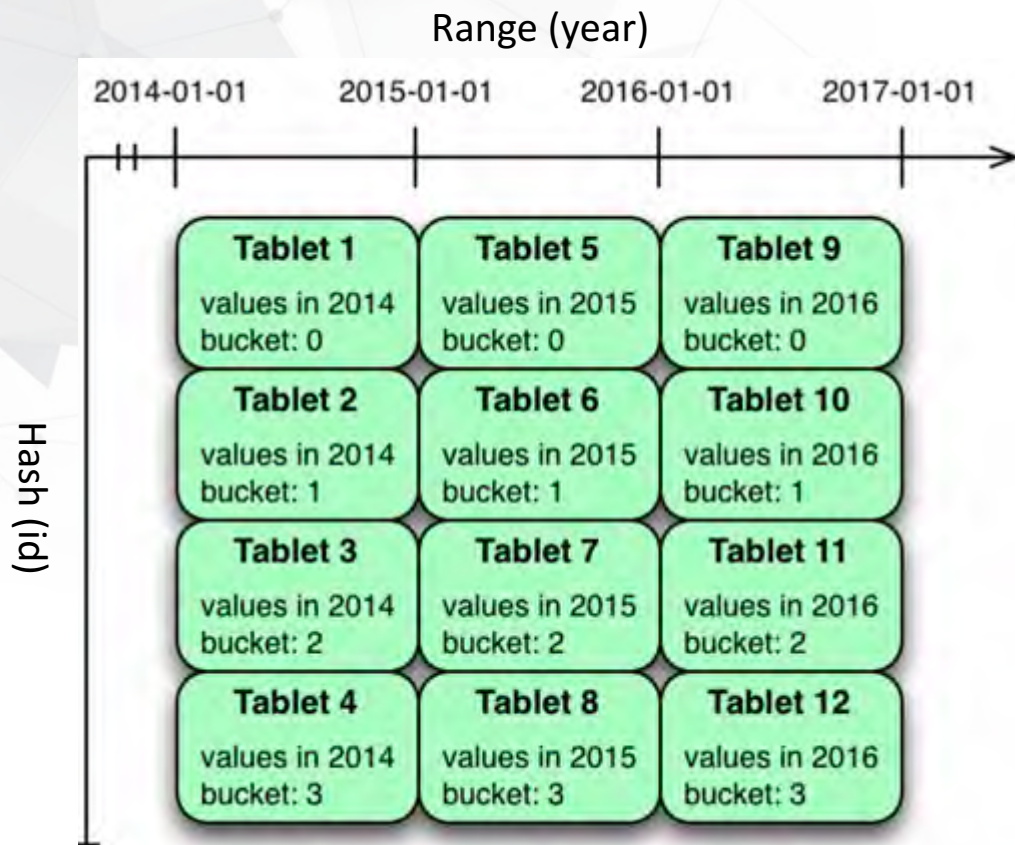 Range (year)
2014-01-01 2015-01-01 2016-01-01 2017-01-01
Tablet 1
values in 2014
bucket: 0
Tablet 5
values in 2015
bucket: 0
Tablet 9
values in 2016
bucket: 0
Tablet 2
values in 2014
bucket: 1
Tablet 6
values in 2015
bucket: 1
Tablet 10
values in 2016
bucket: 1
Hash (id)
Tablet 3
values in 2014
bucket: 2
Tablet 7
values in 2015
bucket: 2
Tablet 11
values in 2016
bucket: 2
Tablet 4
values in 2014
bucket: 3
Tablet 8
values in 2015
bucket: 3
Tablet 12
values in 2016
bucket: 3